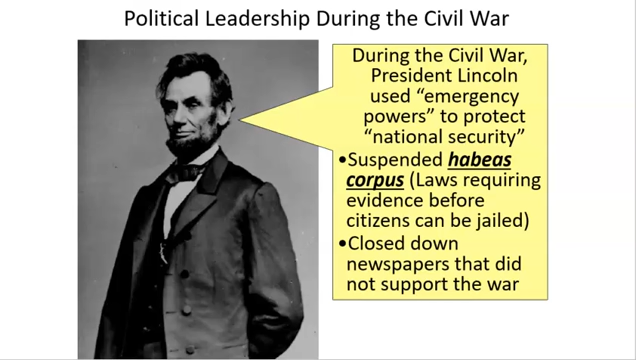 Political Leadership During the Civil War
During the Civil War,
President Lincoln
used “emergency
powers” to protect
“national security”
•Suspended habeas
corpus (Laws requiring
evidence before
citizens can be jailed)
•Closed down
newspapers that did
not support the war